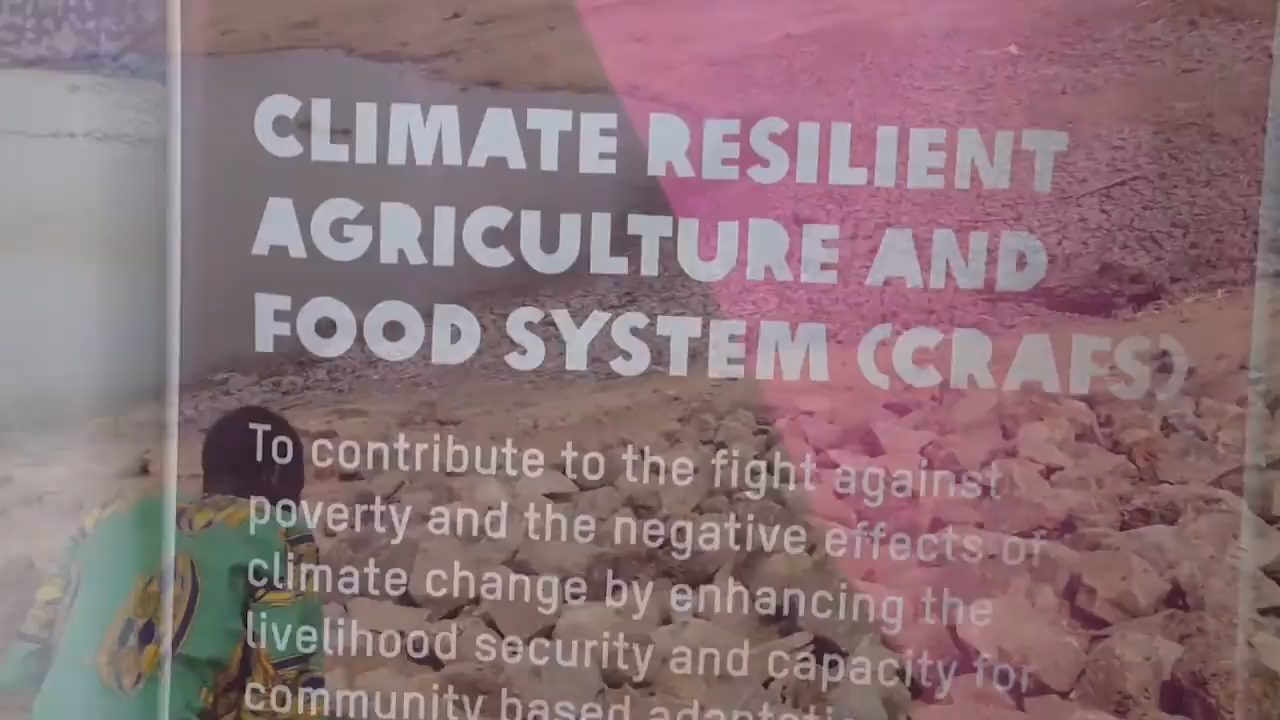 CLIMATE RESILIENT
AGRICULTURE AND
FOOD SYSTEM (CRAFS)
To contribute to the fight against
poverty and the negative effects of
climate change by enhancing the
livelihood security and capacity for
community based